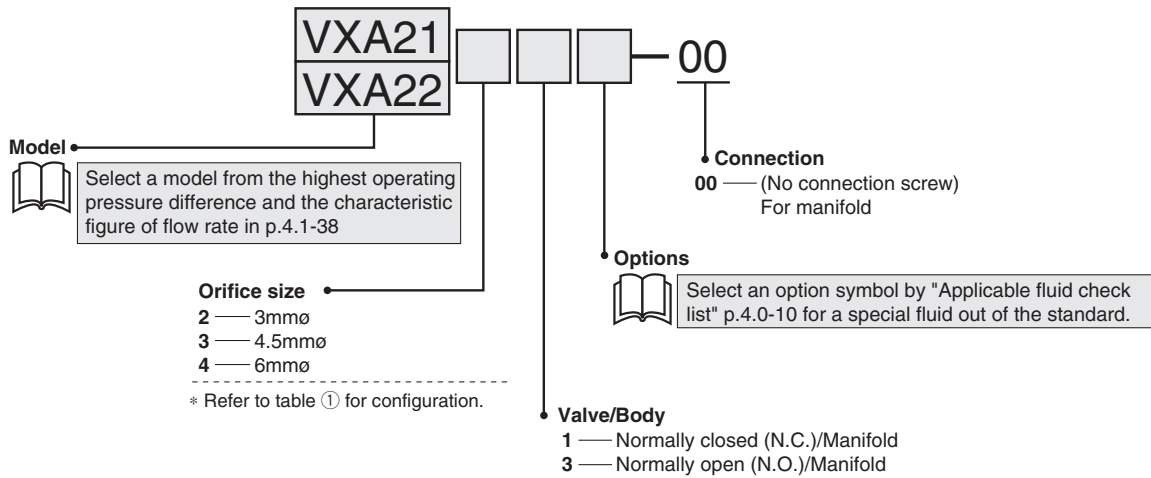 VXA21
VXA22
00
Model
Select a model from the highest operating
pressure difference and the characteristic
figure of flow rate in p.4.1-38
Connection
00 — (No connection screw)
For manifold
Options
Select an option symbol by "Applicable fluid check
list" p.4.0-10 for a special fluid out of the standard.
Orifice size
2 — 3mmø
3 — 4.5mmø
4 — 6mmø
* Refer to table ① for configuration.
Valve/Body
1 — Normally closed (N.C.)/Manifold
3 — Normally open (N.O.)/Manifold